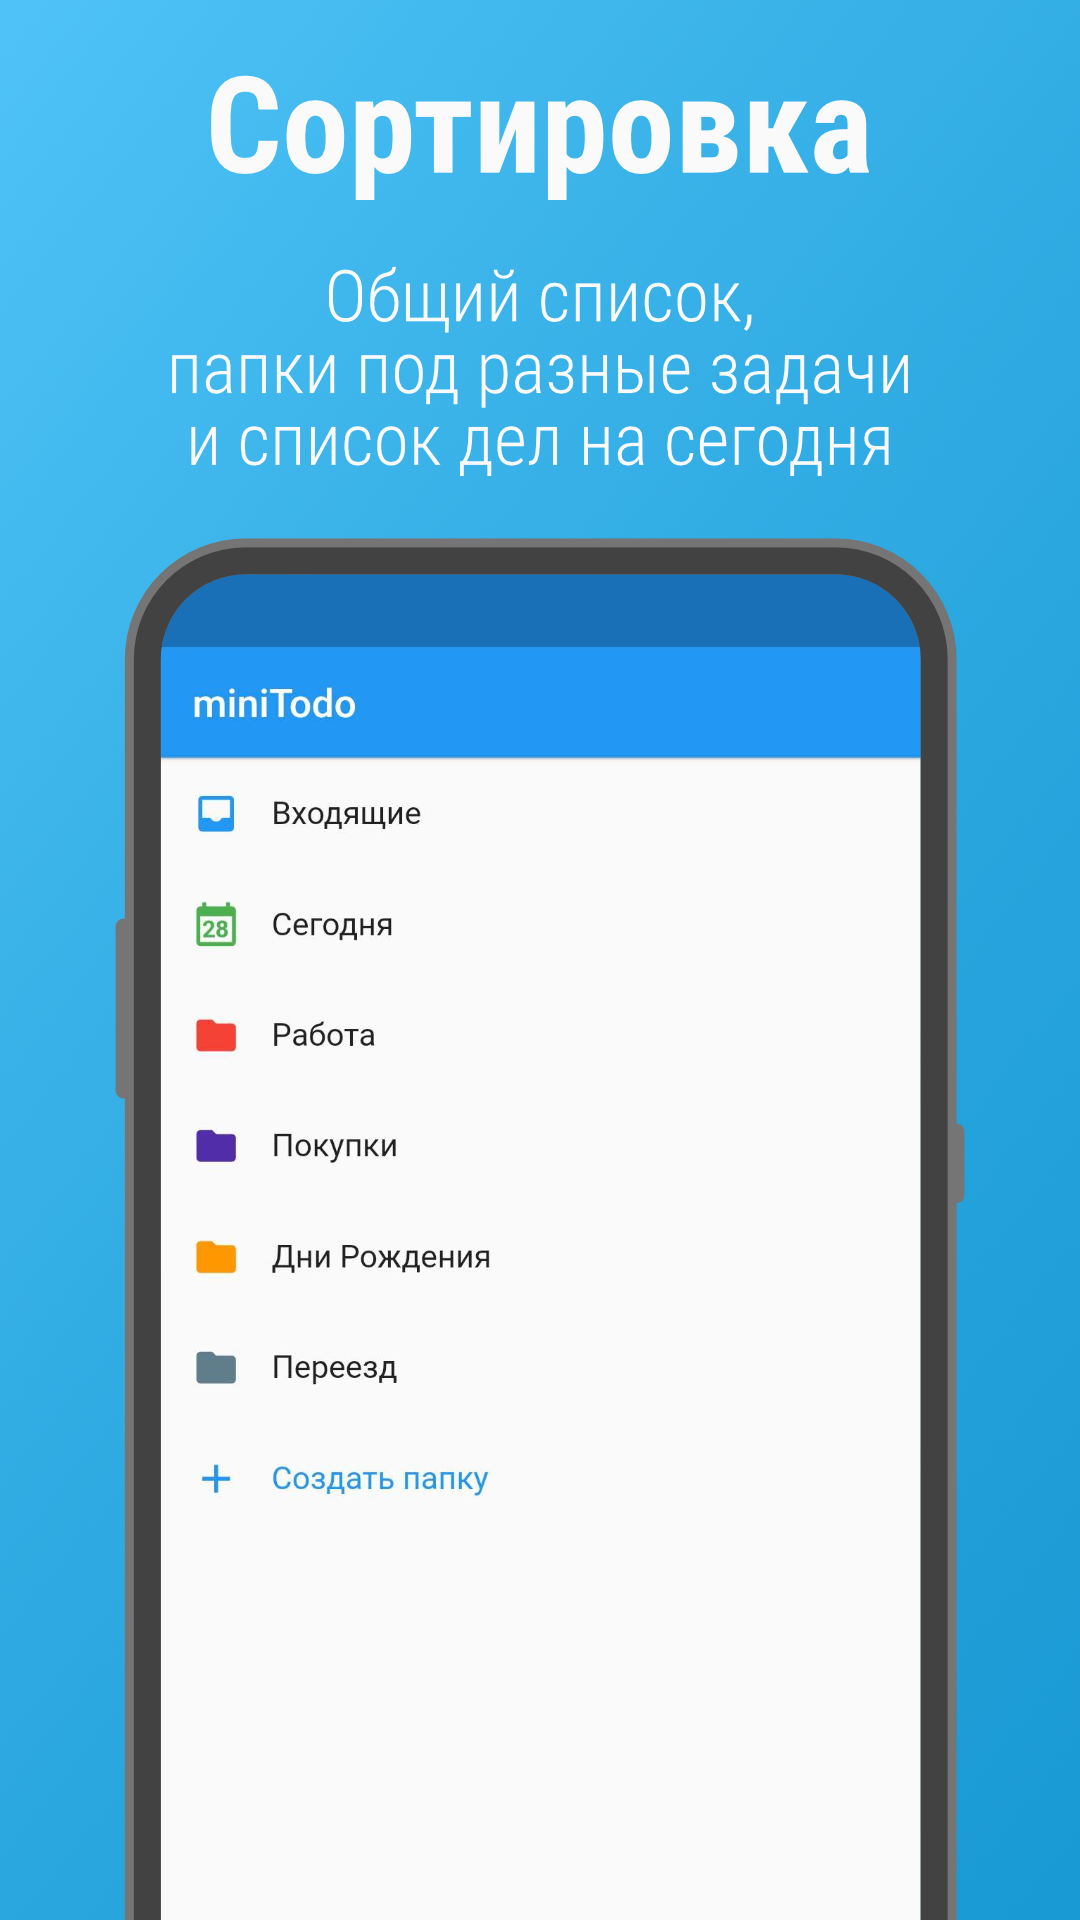 Сортировка
Общий список,
папки под разные задачи
и список дел на сегодня
miniTodo
Входящие
28
Сегодня
Работа
Покупки
Дни Рождения
Переезд
Создать папку